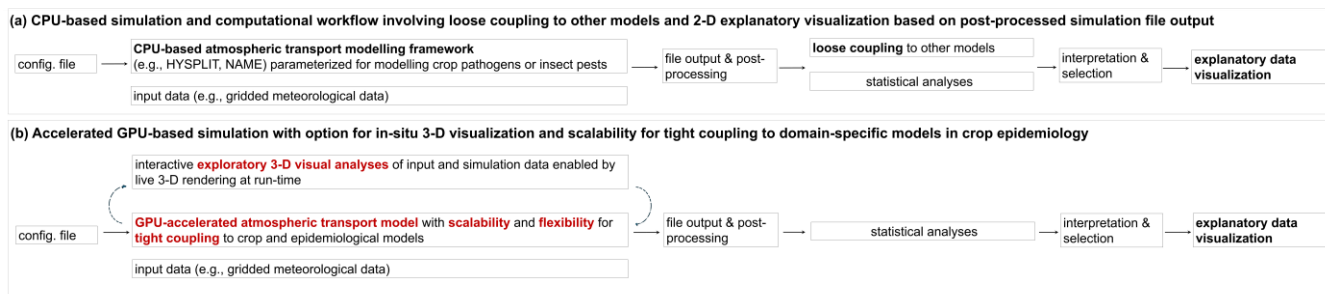 (a) CPU-based simulation and computational workflow involving loose coupling to other models and 2-D explanatory visualization based on post-processed simulation file output
config. file
CPU-based atmospheric transport modelling framework
(e.g., HYSPLIT, NAME) parameterized for modelling crop pathogens or insect pests
input data (e.g., gridded meteorological data)
file output & post-
processing
loose coupling to other models
statistical analyses
interpretation &
selection
explanatory data
visualization
(b) Accelerated GPU-based simulation with option for in-situ 3-D visualization and scalability for tight coupling to domain-specific models in crop epidemiology
interactive exploratory 3-D visual analyses of input and simulation data enabled by
live 3-D rendering at run-time
config. file
GPU-accelerated atmospheric transport model with scalability and flexibility for
tight coupling to crop and epidemiological models
input data (e.g., gridded meteorological data)
file output & post-
processing
statistical analyses
interpretation &
selection
explanatory data
visualization